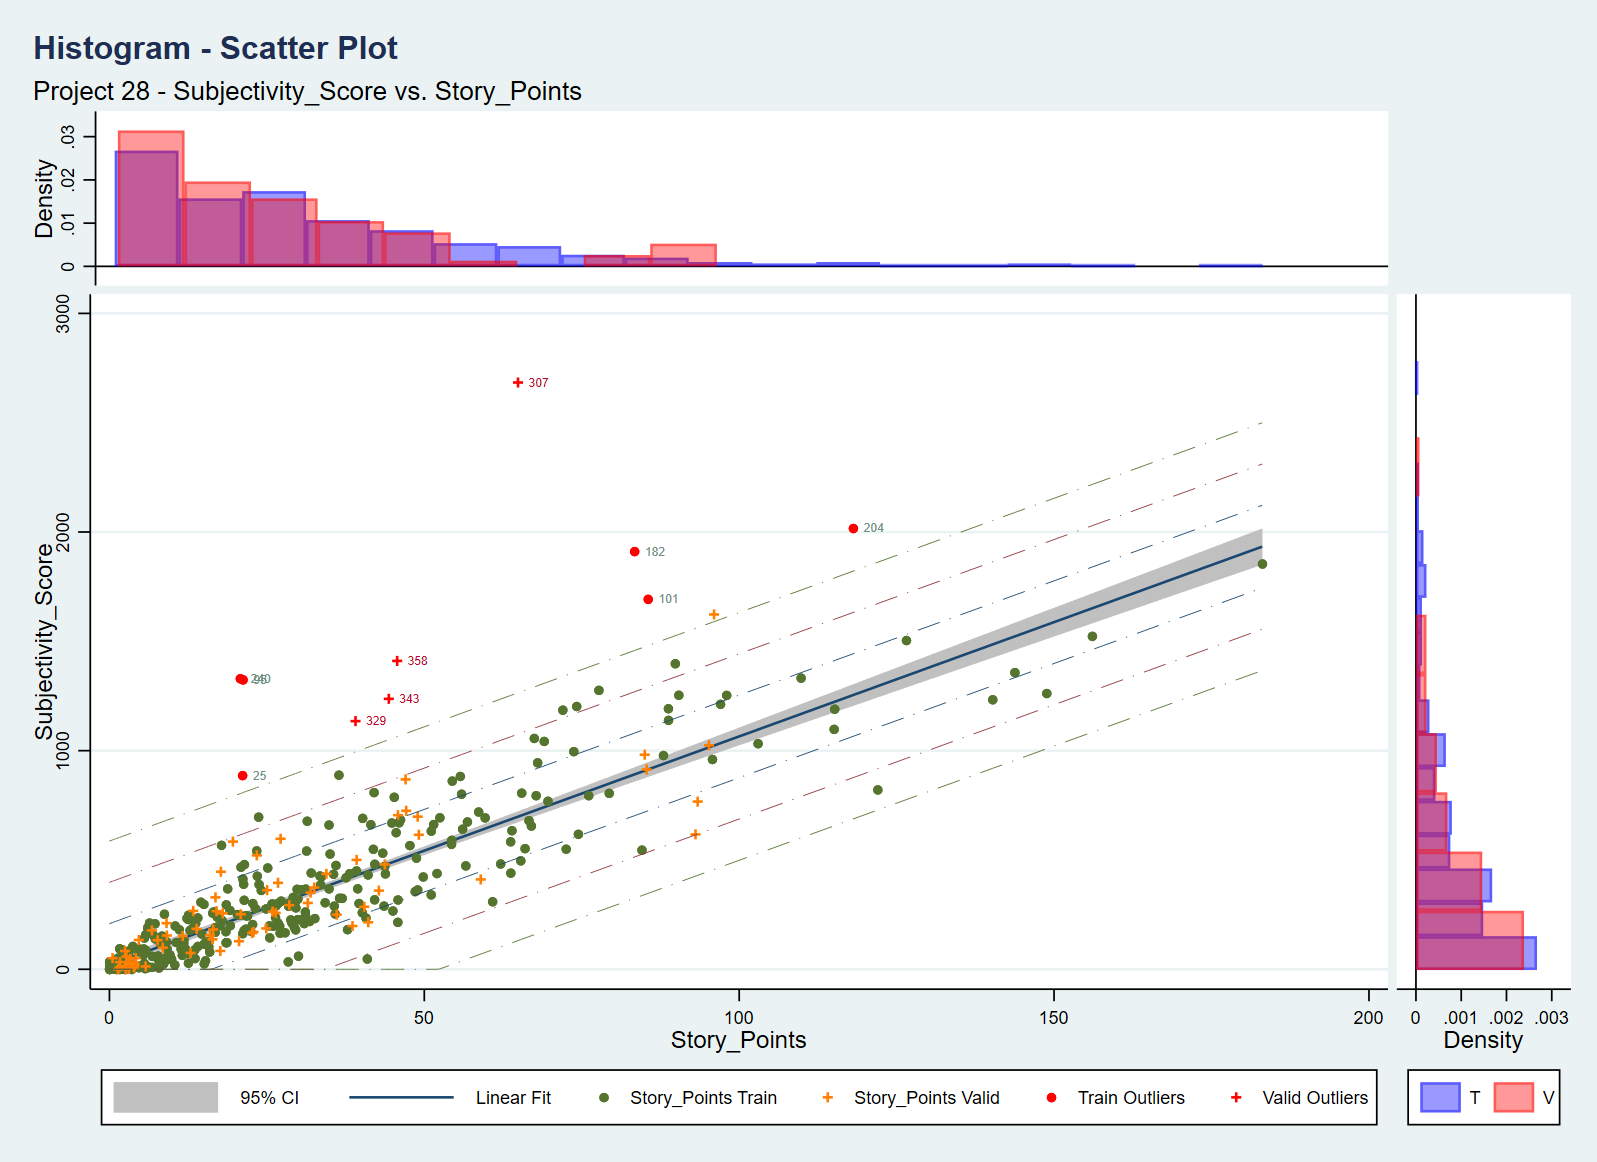 Histogram - Scatter Plot
Project 28 - Subjectivity_Score vs. Story_Points
Density
0 .01 .02 .03
Subjectivity_Score
0 1000 2000 3000
307
204
182
101
358
240
343
329
25
0 50 100 150 200
Story_Points
0 .001 .002 .003
Density
95% CI Linear Fit Story_Points Train Story_Points Valid Train Outliers Valid Outliers
T V